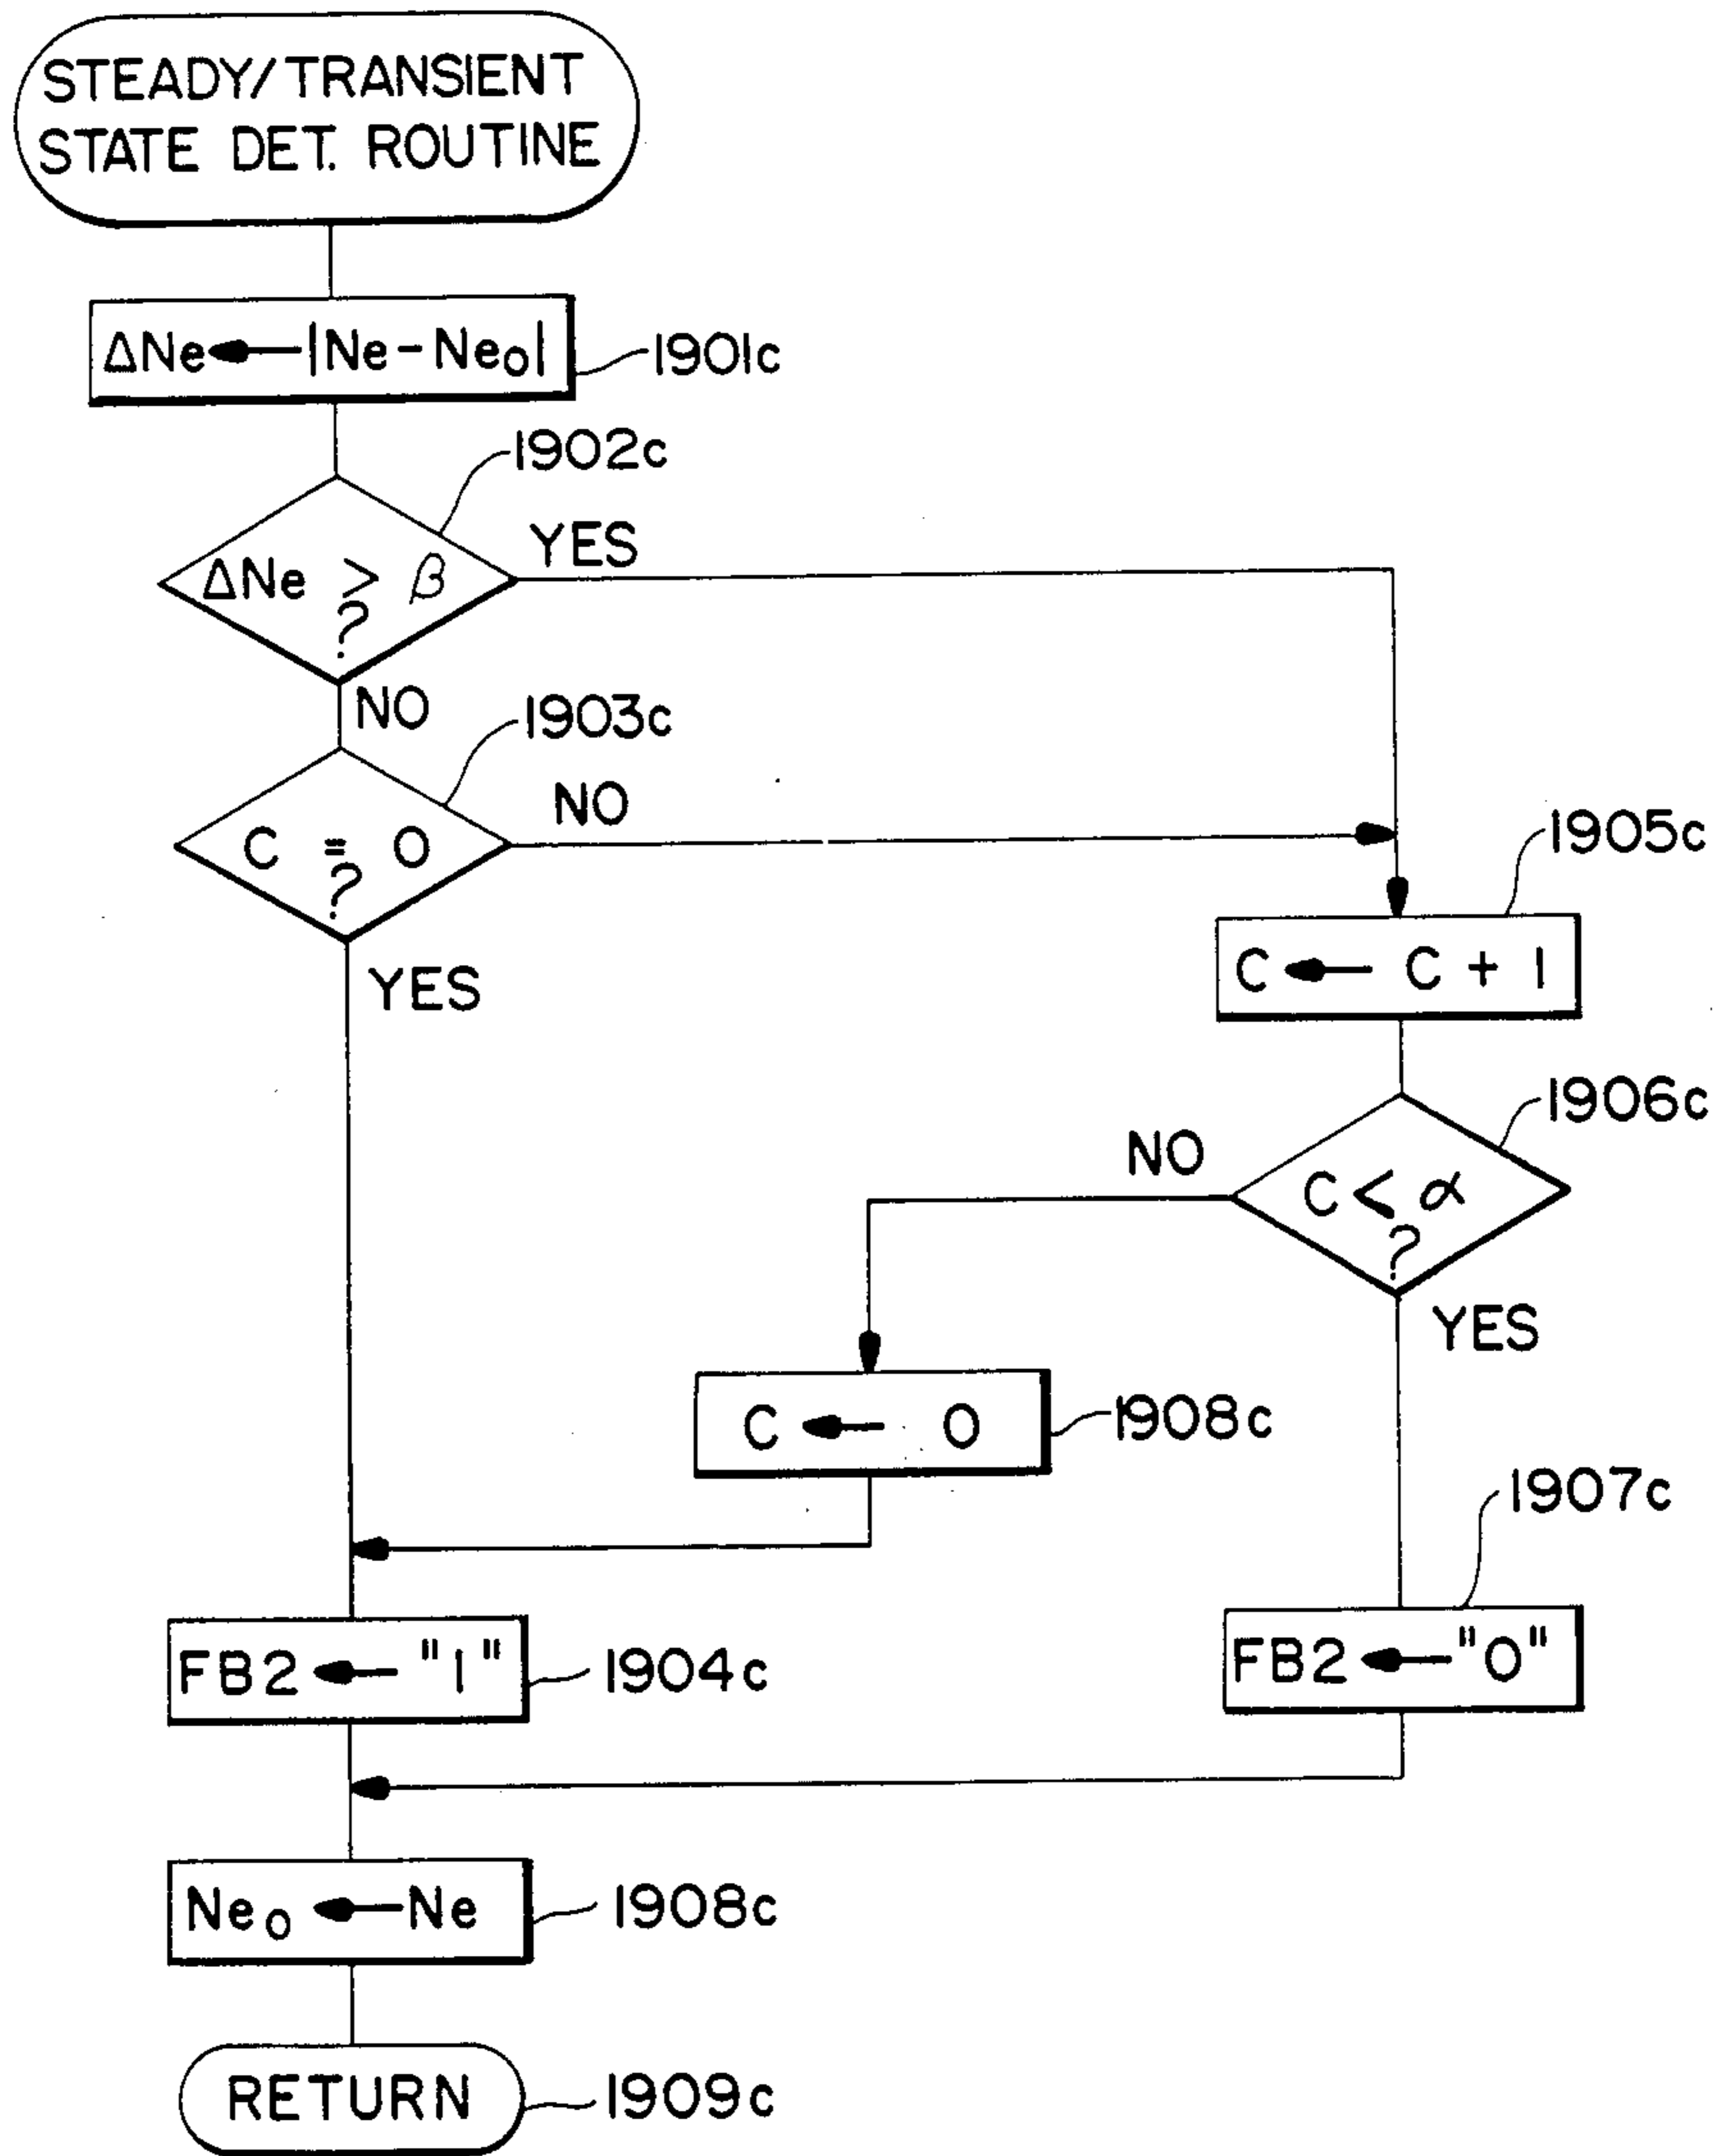 STEADY/TRANSIENT
STATE DET. ROUTINE
ΔNe←|Ne-Ne₀|
1901c
1902c
ΔNe > β
?
YES
NO
1903c
C = 0
?
NO
YES
1905c
C ← C + 1
1906c
C < α
?
NO
YES
C ← 0
1908c
1907c
FB2 ← "1"
1904c
FB2 ← "0"
Ne₀ ← Ne
1908c
RETURN
1909c